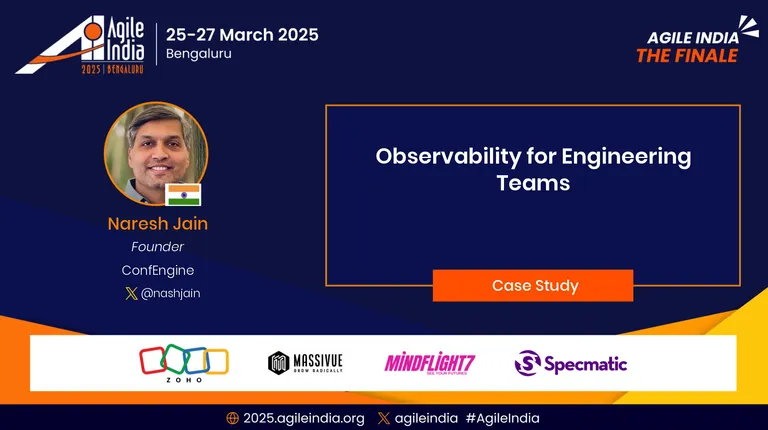 Agile
India
2025 | BENGALURU
25-27 March 2025
Bengaluru
AGILE INDIA
THE FINALE
Naresh Jain
Founder
ConfEngine
@nashjain
Observability for Engineering
Teams
Case Study
ZOHO
MASSIVUE
GROW RADICALLY
MINDFLIGHT7
SEE YOUR FUTURES
Specmatic
2025.agileindia.org agileindia #AgileIndia